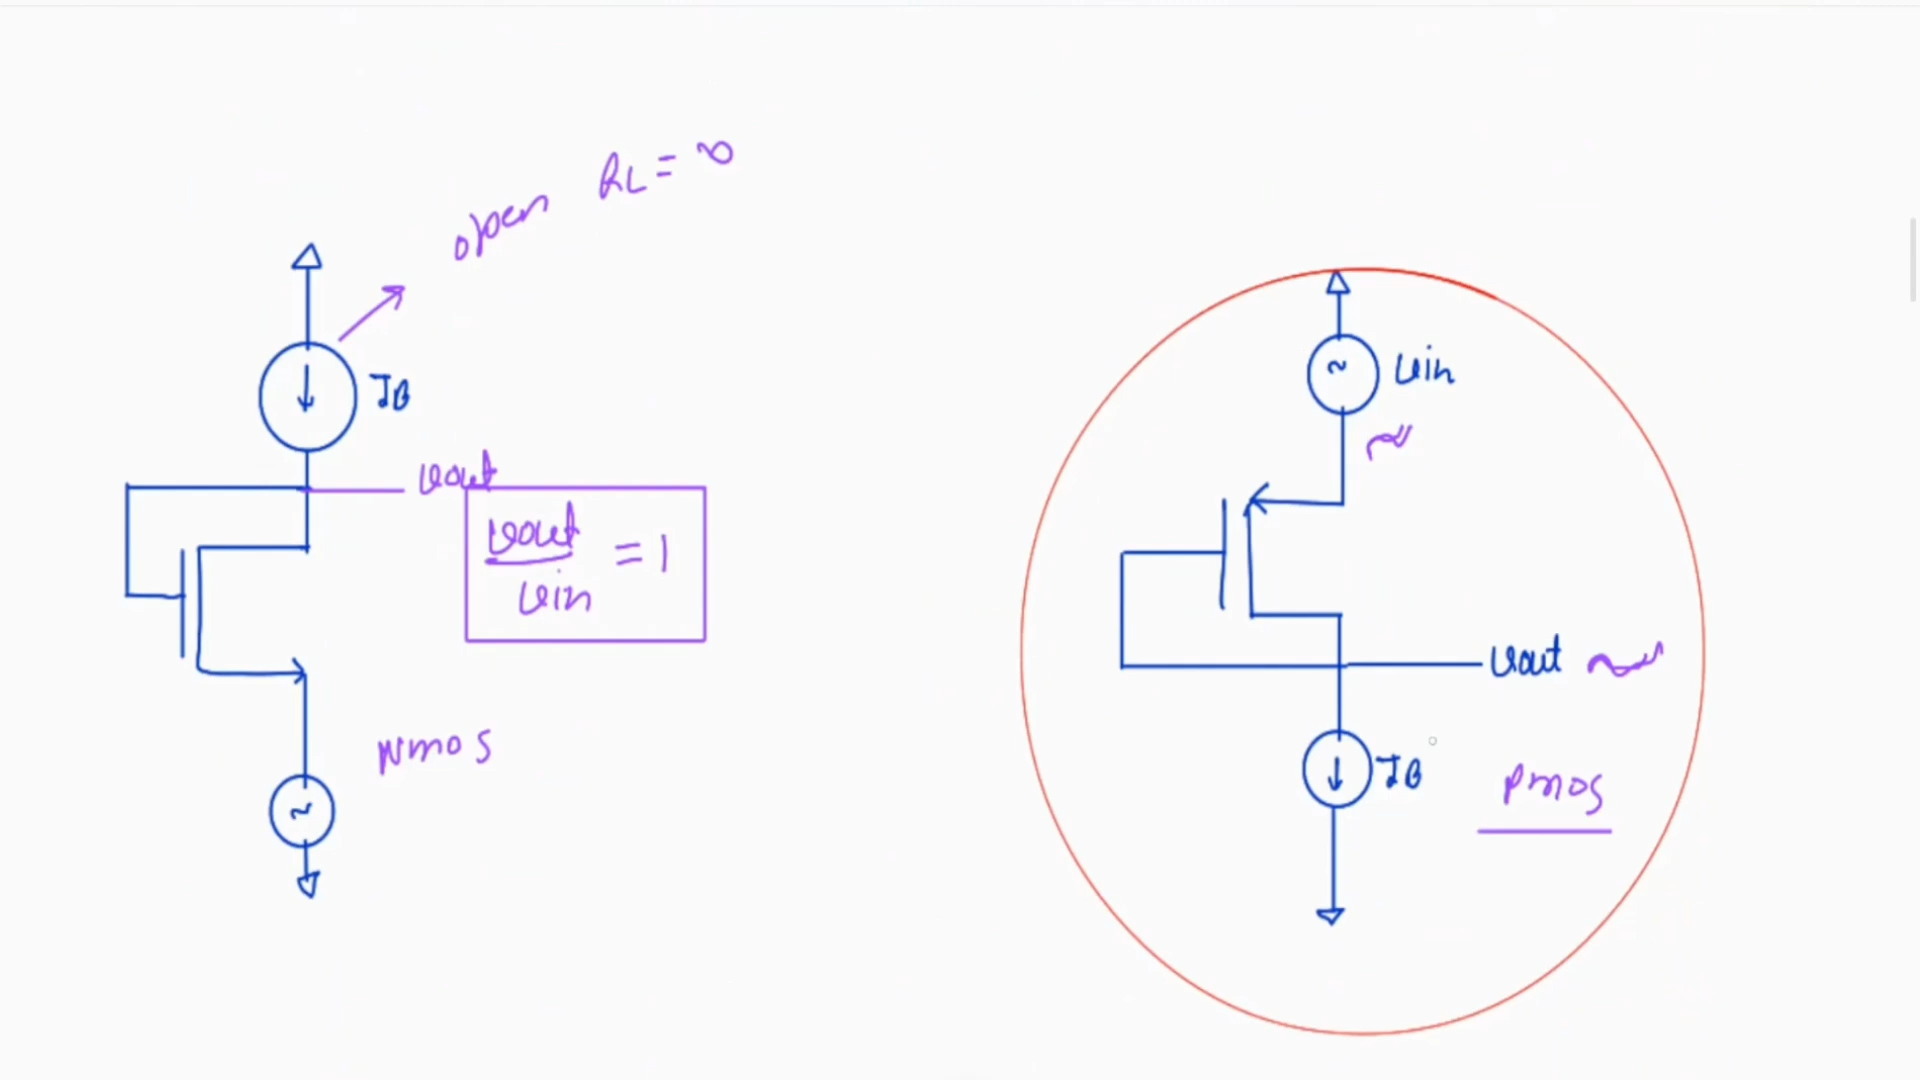 open RL = ∞
IB
vout
vout
vin
= 1
Nmos
vin
vout
IB
Pmos